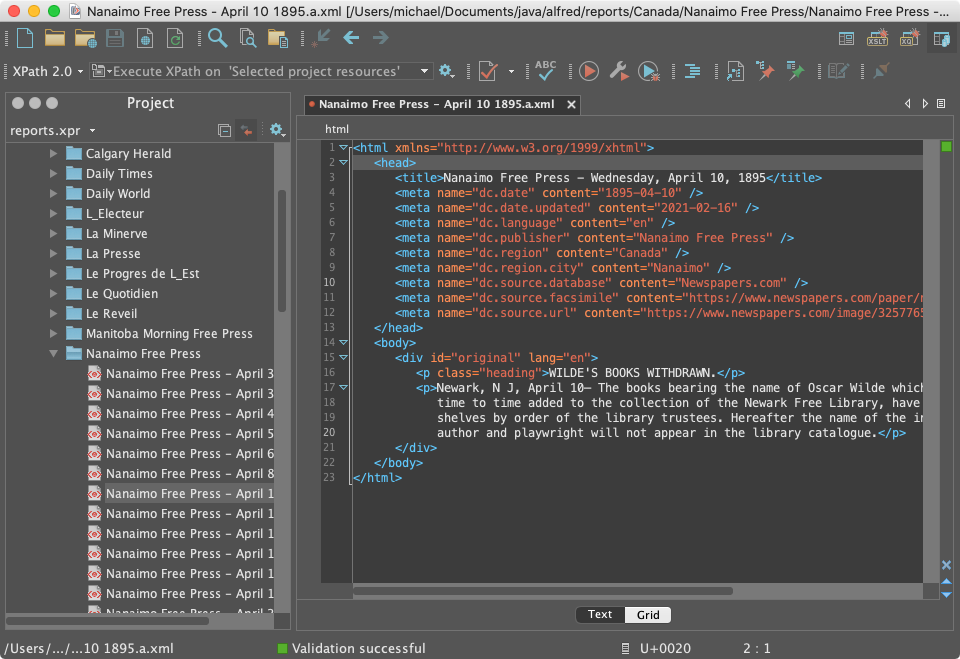 Nanaimo Free Press - April 10 1895.a.xml [/Users/michael/Documents/java/alfred/reports/Canada/Nanaimo Free Press/Nanaimo Free Press -...
XSLT
XQ
XPath 2.0
Execute XPath on 'Selected project resources'
ABC
Project
reports.xpr
Calgary Herald
Daily Times
Daily World
L_Electeur
La Minerve
La Presse
Le Progres de L_Est
Le Quotidien
Le Reveil
Manitoba Morning Free Press
Nanaimo Free Press
Nanaimo Free Press - April 3
Nanaimo Free Press - April 3
Nanaimo Free Press - April 4
Nanaimo Free Press - April 5
Nanaimo Free Press - April 6
Nanaimo Free Press - April 8
Nanaimo Free Press - April 1
Nanaimo Free Press - April 1
Nanaimo Free Press - April 1
Nanaimo Free Press - April 1
Nanaimo Free Press - April 1
Nanaimo Free Press - April 1
Nanaimo Free Press - April 2
Nanaimo Free Press - April 10 1895.a.xml
html
1 <html xmlns="http://www.w3.org/1999/xhtml">
2 <head>
3 <title>Nanaimo Free Press - Wednesday, April 10, 1895</title>
4 <meta name="dc.date" content="1895-04-10" />
5 <meta name="dc.date.updated" content="2021-02-16" />
6 <meta name="dc.language" content="en" />
7 <meta name="dc.publisher" content="Nanaimo Free Press" />
8 <meta name="dc.region" content="Canada" />
9 <meta name="dc.region.city" content="Nanaimo" />
10 <meta name="dc.source.database" content="Newspapers.com" />
11 <meta name="dc.source.facsimile" content="https://www.newspapers.com/paper/n
12 <meta name="dc.source.url" content="https://www.newspapers.com/image/3257765
13 </head>
14 <body>
15 <div id="original" lang="en">
16 <p class="heading">WILDE'S BOOKS WITHDRAWN.</p>
17 <p>Newark, N J, April 10— The books bearing the name of Oscar Wilde which
18 time to time added to the collection of the Newark Free Library, have
19 shelves by order of the library trustees. Hereafter the name of the in
20 author and playwright will not appear in the library catalogue.</p>
21 </div>
22 </body>
23 </html>
Text
Grid
/Users/.../...10 1895.a.xml
Validation successful
U+0020
2 : 1